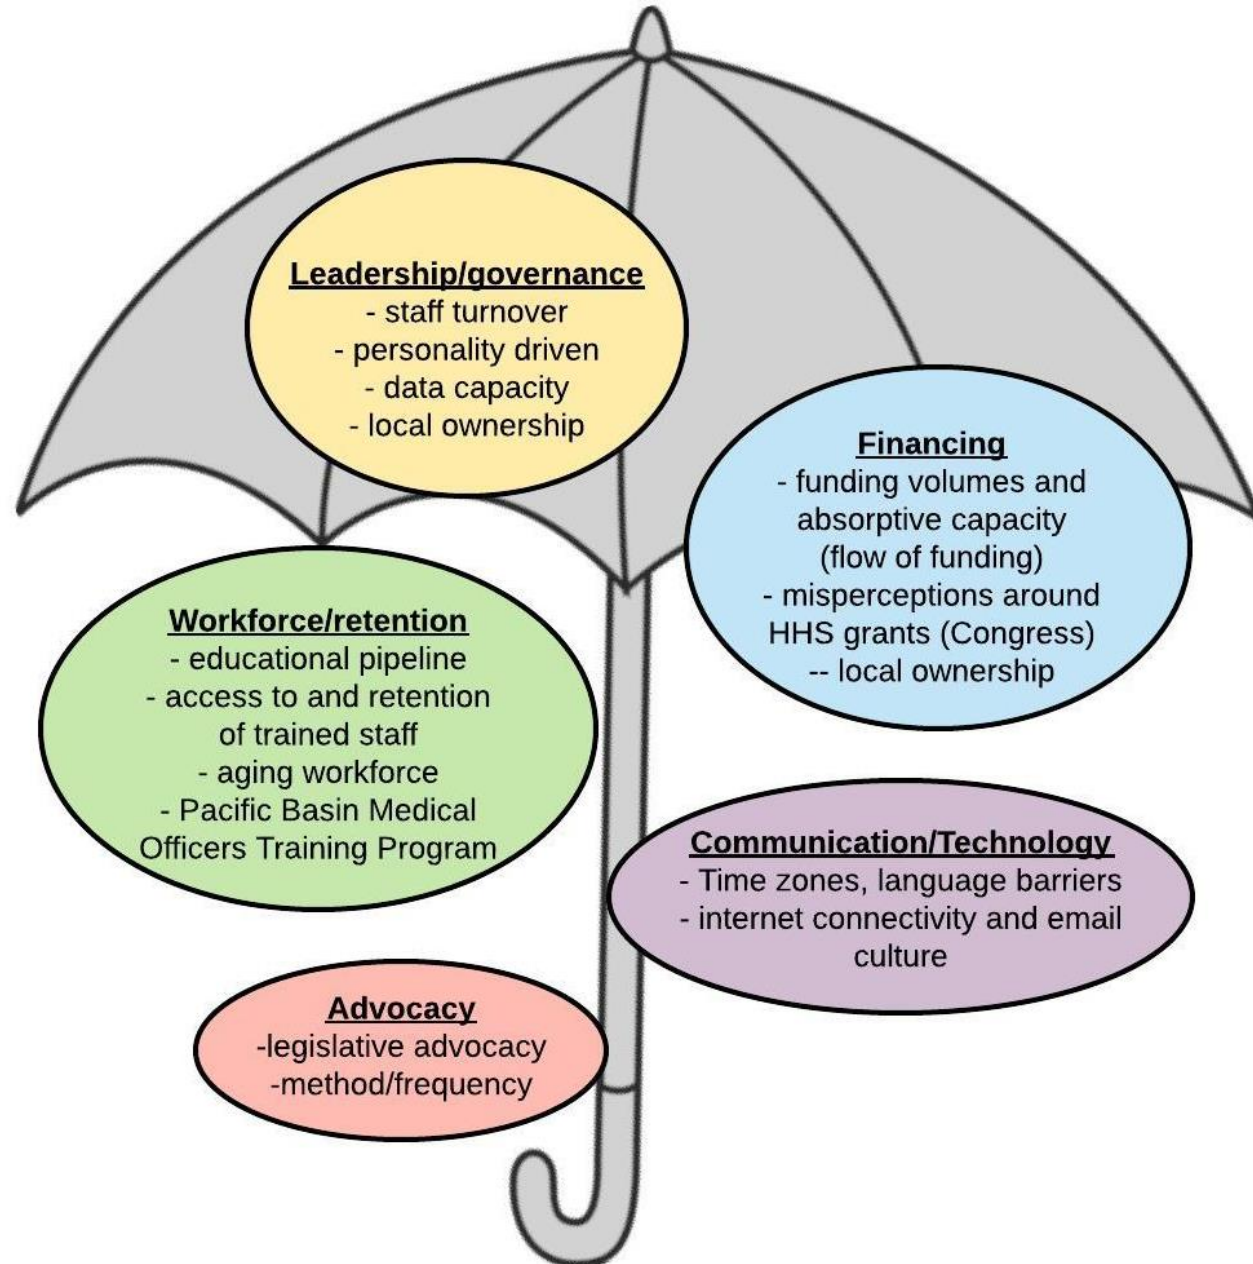 Leadership/governance
- staff turnover
- personality driven
- data capacity
- local ownership
Financing
- funding volumes and
absorptive capacity
(flow of funding)
- misperceptions around
HHS grants (Congress)
-- local ownership
Workforce/retention
- educational pipeline
- access to and retention
of trained staff
- aging workforce
- Pacific Basin Medical
Officers Training Program
Communication/Technology
- Time zones, language barriers
- internet connectivity and email
culture
Advocacy
-legislative advocacy
-method/frequency